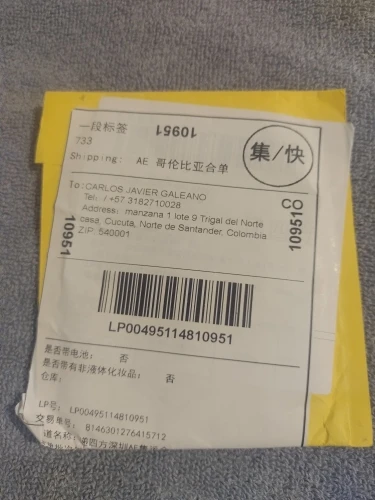 一段标签
10951
733
集/快
Shipping: AE 哥伦比亚合单
To:CARLOS JAVIER GALEANO
Tel: /+57 3182710028
Address: manzana 1 lote 9 Trigal del Norte
casa, Cucuta, Norte de Santander, Colombia
ZIP: 540001
CO
10951
10951
LP00495114810951
是否带电池: 否
是否带有非液体化妆品: 否
仓库:
LP号: LP00495114810951
交易单号: 8146301276415712
道名称: